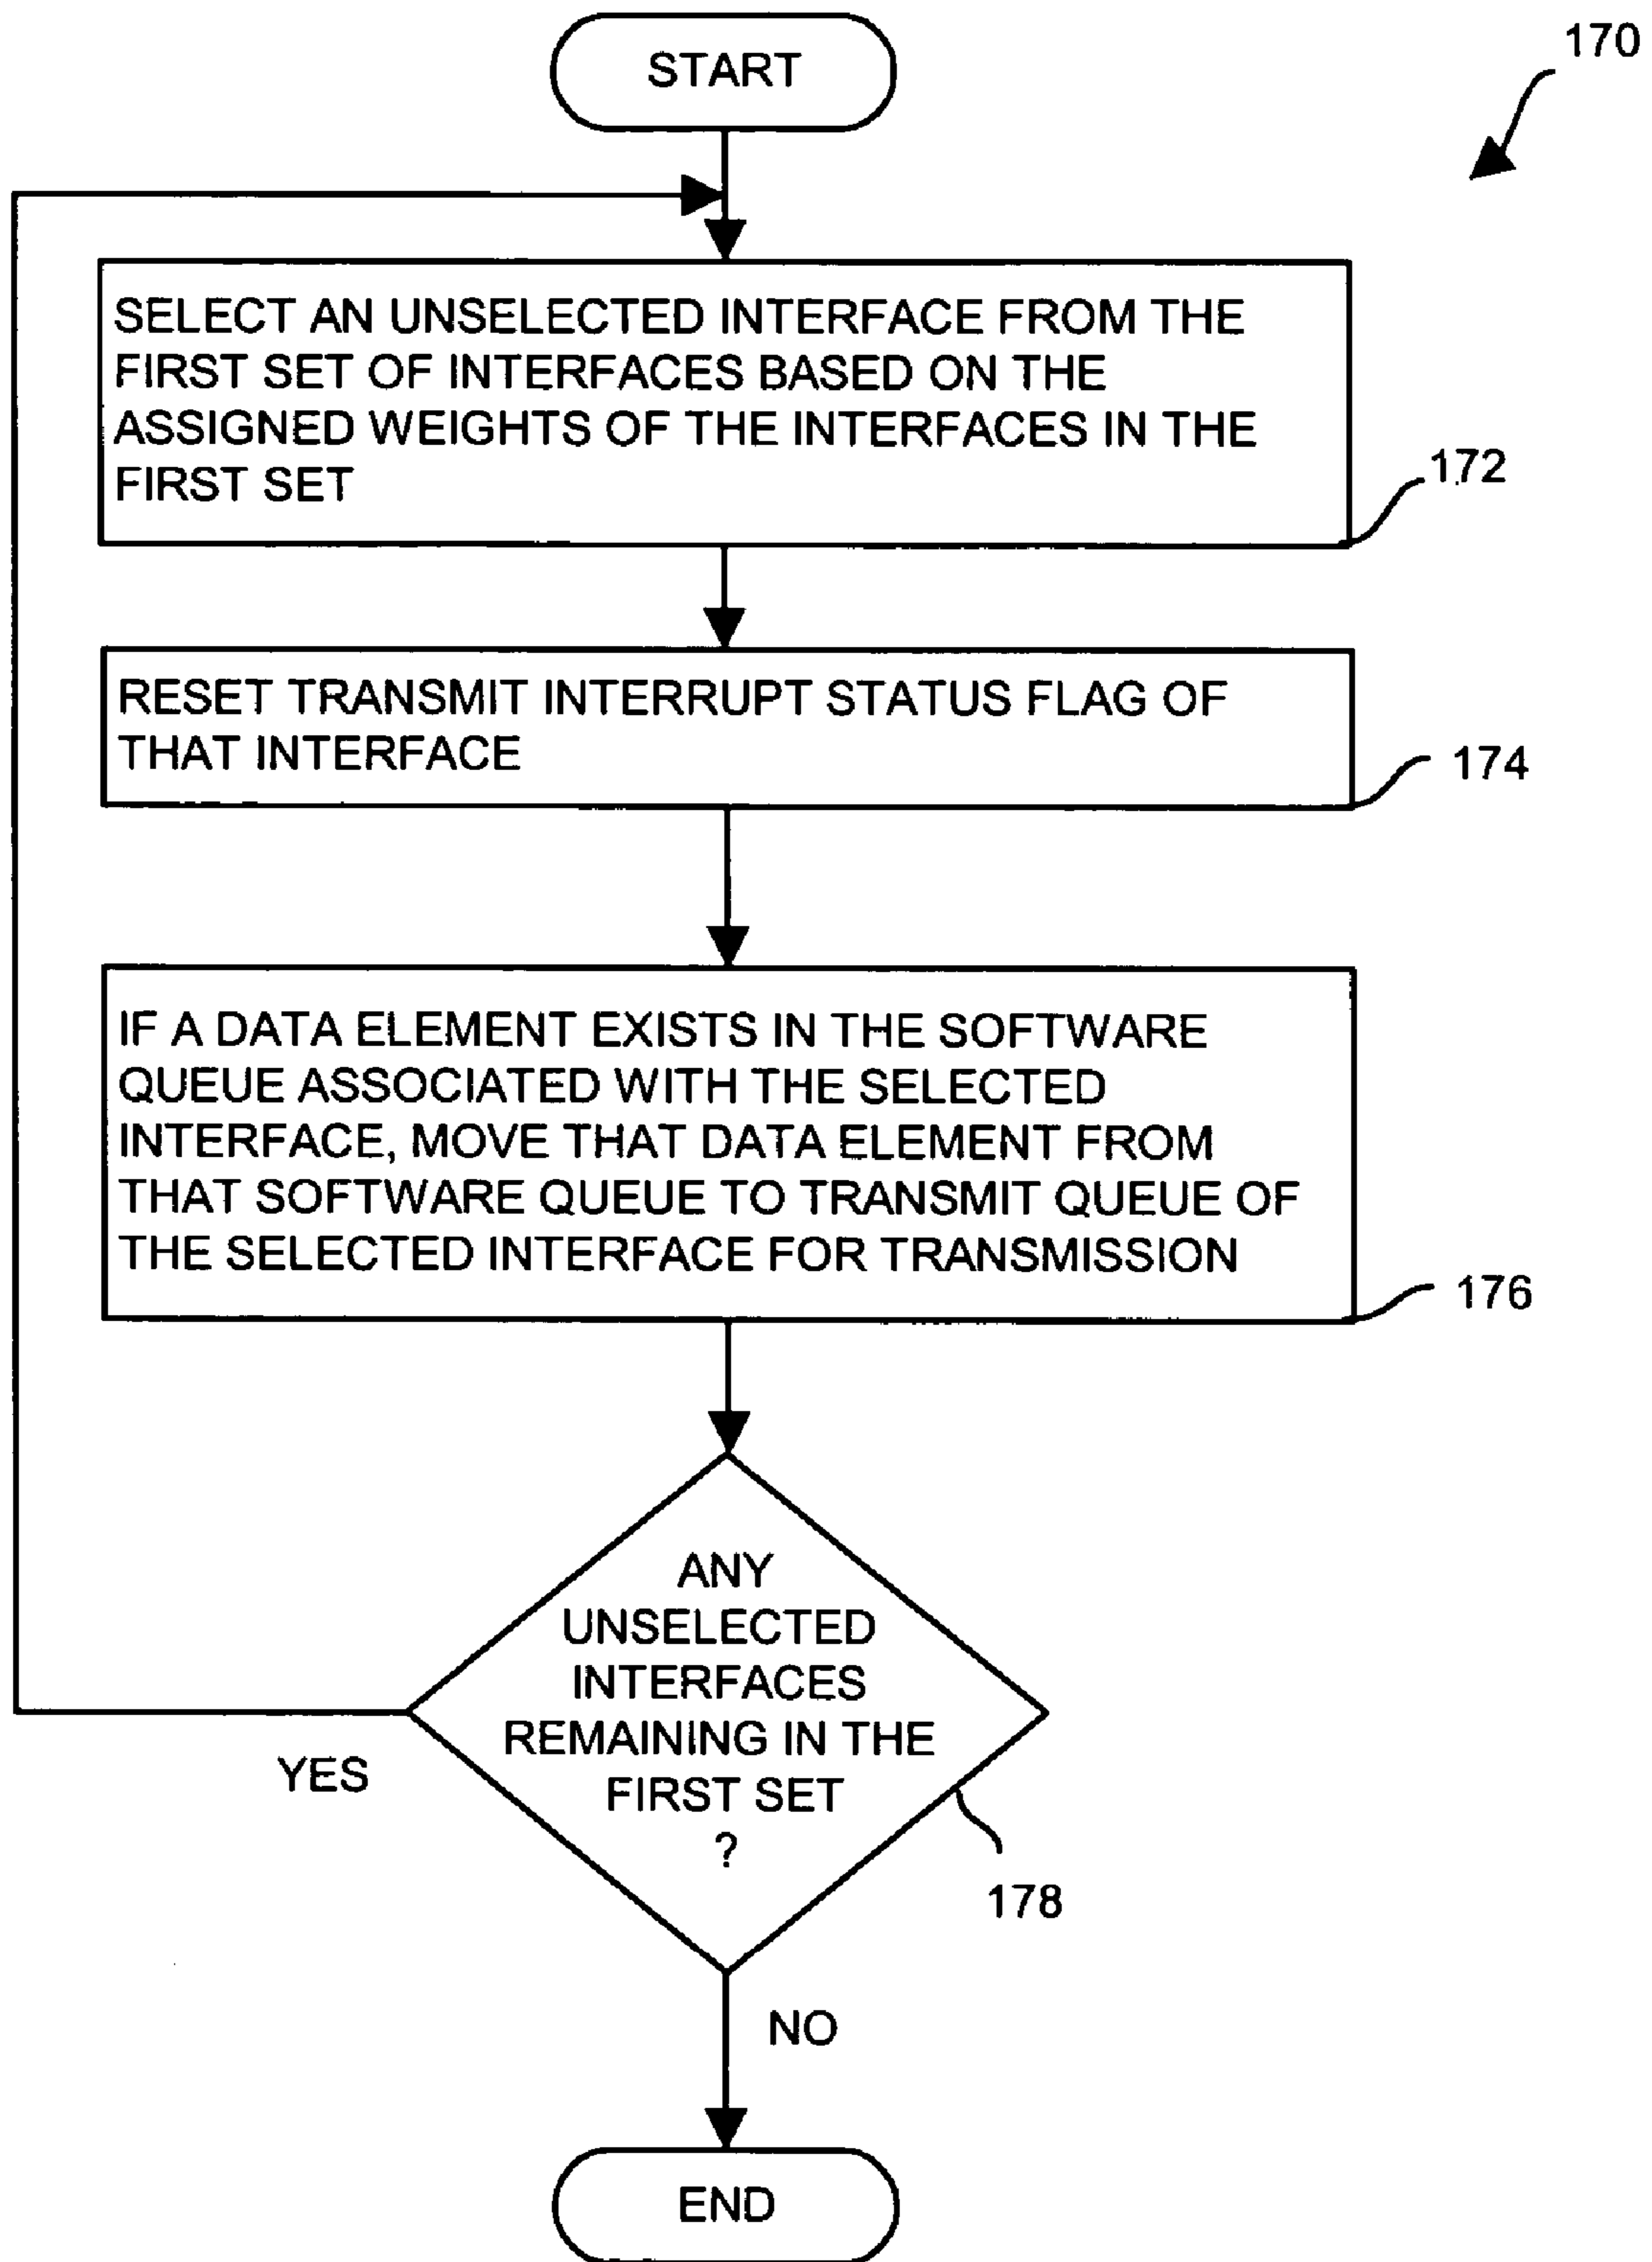 START
170
SELECT AN UNSELECTED INTERFACE FROM THE
FIRST SET OF INTERFACES BASED ON THE
ASSIGNED WEIGHTS OF THE INTERFACES IN THE
FIRST SET
172
RESET TRANSMIT INTERRUPT STATUS FLAG OF
THAT INTERFACE
174
IF A DATA ELEMENT EXISTS IN THE SOFTWARE
QUEUE ASSOCIATED WITH THE SELECTED
INTERFACE, MOVE THAT DATA ELEMENT FROM
THAT SOFTWARE QUEUE TO TRANSMIT QUEUE OF
THE SELECTED INTERFACE FOR TRANSMISSION
176
ANY
UNSELECTED
INTERFACES
REMAINING IN THE
FIRST SET
?
YES
178
NO
END